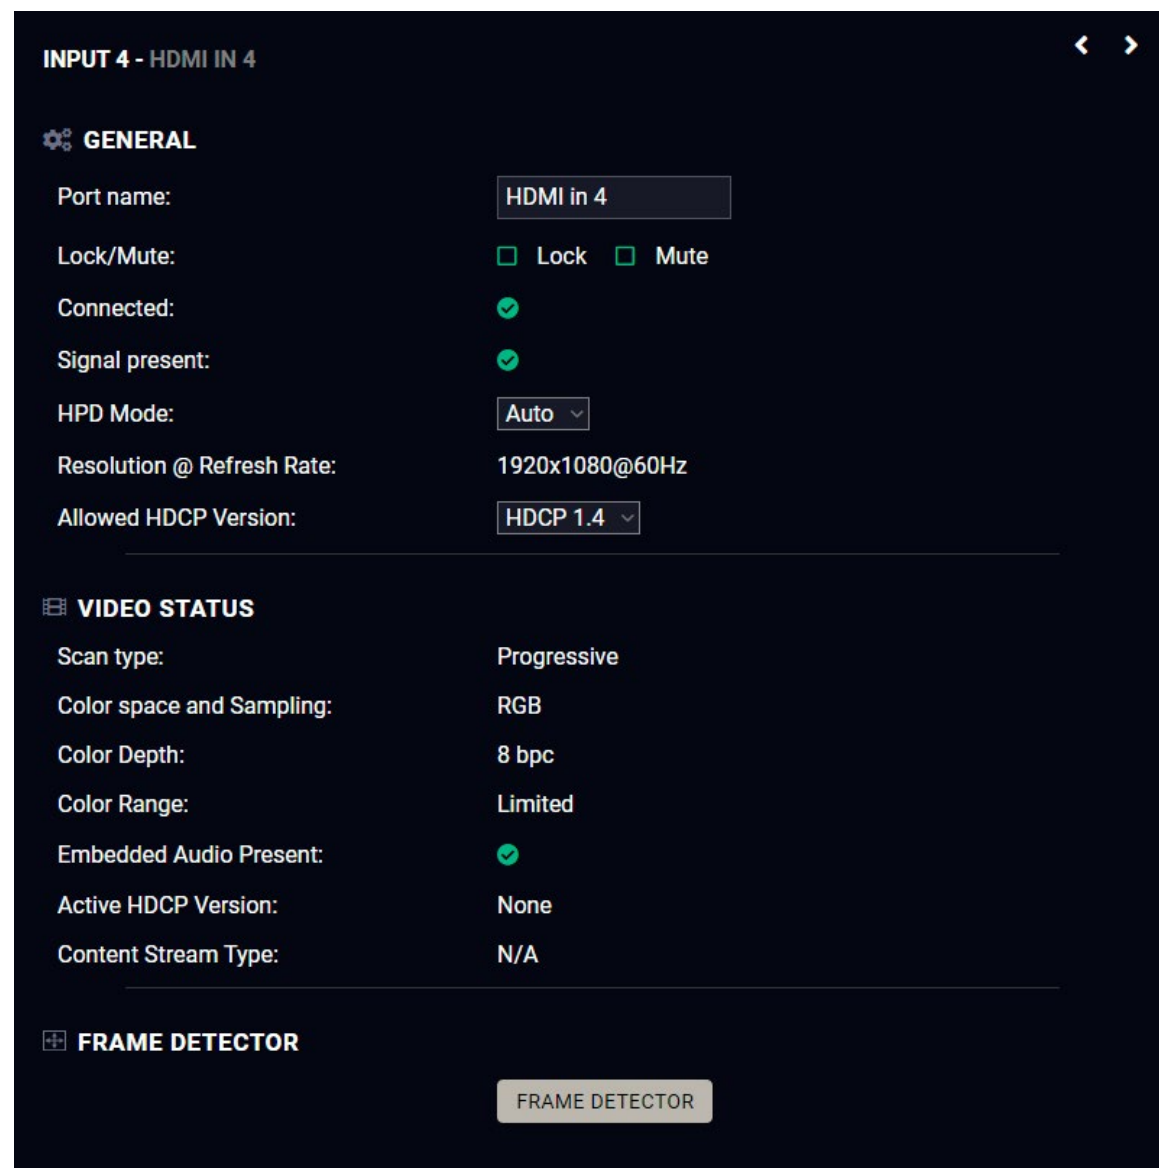 INPUT 4 - HDMI IN 4
GENERAL
Port name: HDMI in 4
Lock/Mute: Lock Mute
Connected:
Signal present:
HPD Mode: Auto
Resolution @ Refresh Rate: 1920x1080@60Hz
Allowed HDCP Version: HDCP 1.4
VIDEO STATUS
Scan type: Progressive
Color space and Sampling: RGB
Color Depth: 8 bpc
Color Range: Limited
Embedded Audio Present:
Active HDCP Version: None
Content Stream Type: N/A
FRAME DETECTOR
FRAME DETECTOR